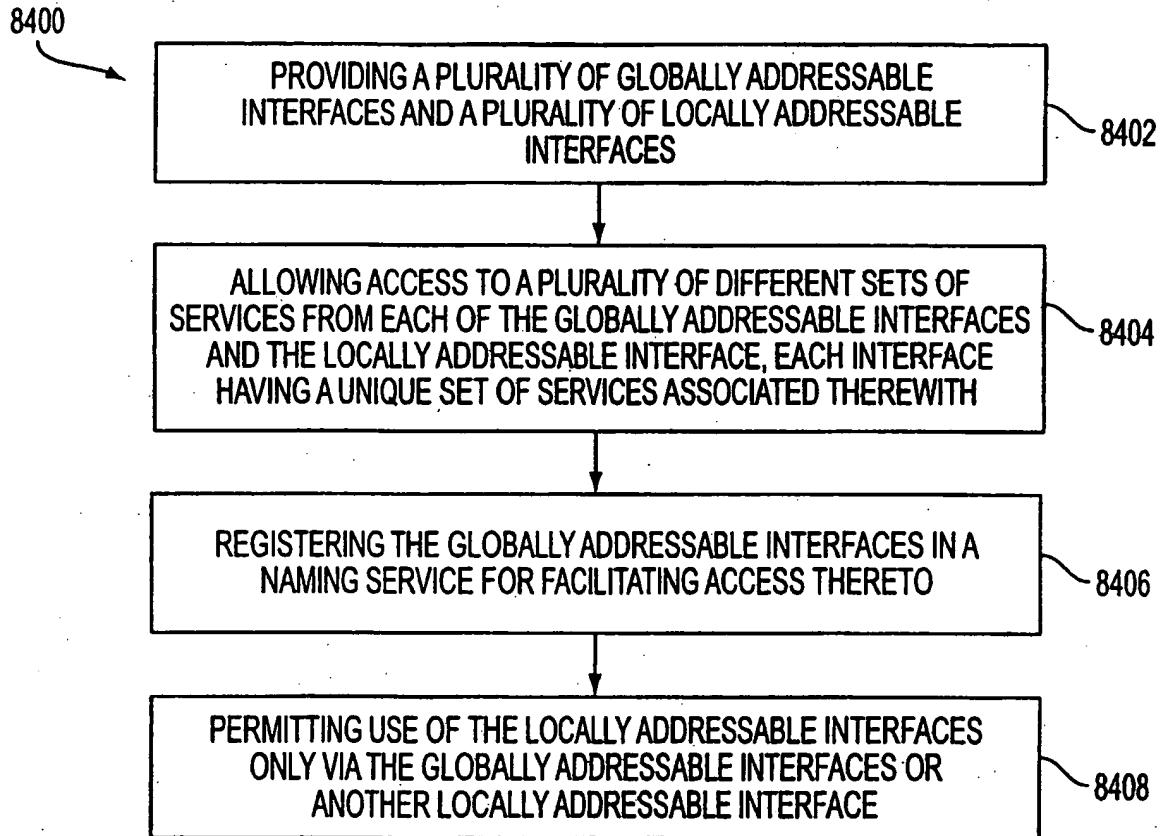 8400
PROVIDING A PLURALITY OF GLOBALLY ADDRESSABLE
INTERFACES AND A PLURALITY OF LOCALLY ADDRESSABLE
INTERFACES
8402
ALLOWING ACCESS TO A PLURALITY OF DIFFERENT SETS OF
SERVICES FROM EACH OF THE GLOBALLY ADDRESSABLE INTERFACES
AND THE LOCALLY ADDRESSABLE INTERFACE, EACH INTERFACE
HAVING A UNIQUE SET OF SERVICES ASSOCIATED THEREWITH
8404
REGISTERING THE GLOBALLY ADDRESSABLE INTERFACES IN A
NAMING SERVICE FOR FACILITATING ACCESS THERETO
8406
PERMITTING USE OF THE LOCALLY ADDRESSABLE INTERFACES
ONLY VIA THE GLOBALLY ADDRESSABLE INTERFACES OR
ANOTHER LOCALLY ADDRESSABLE INTERFACE
8408